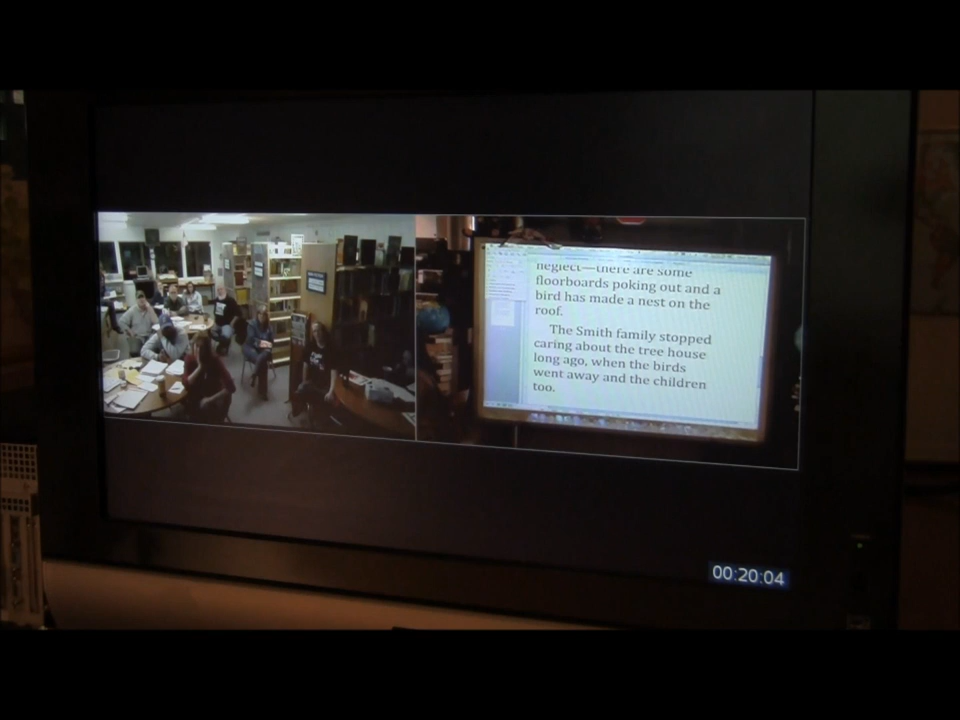 neglect—there are some
floorboards poking out and a
bird has made a nest on the
roof.
The Smith family stopped
caring about the tree house
long ago, when the birds
went away and the children
too.
00:20:04